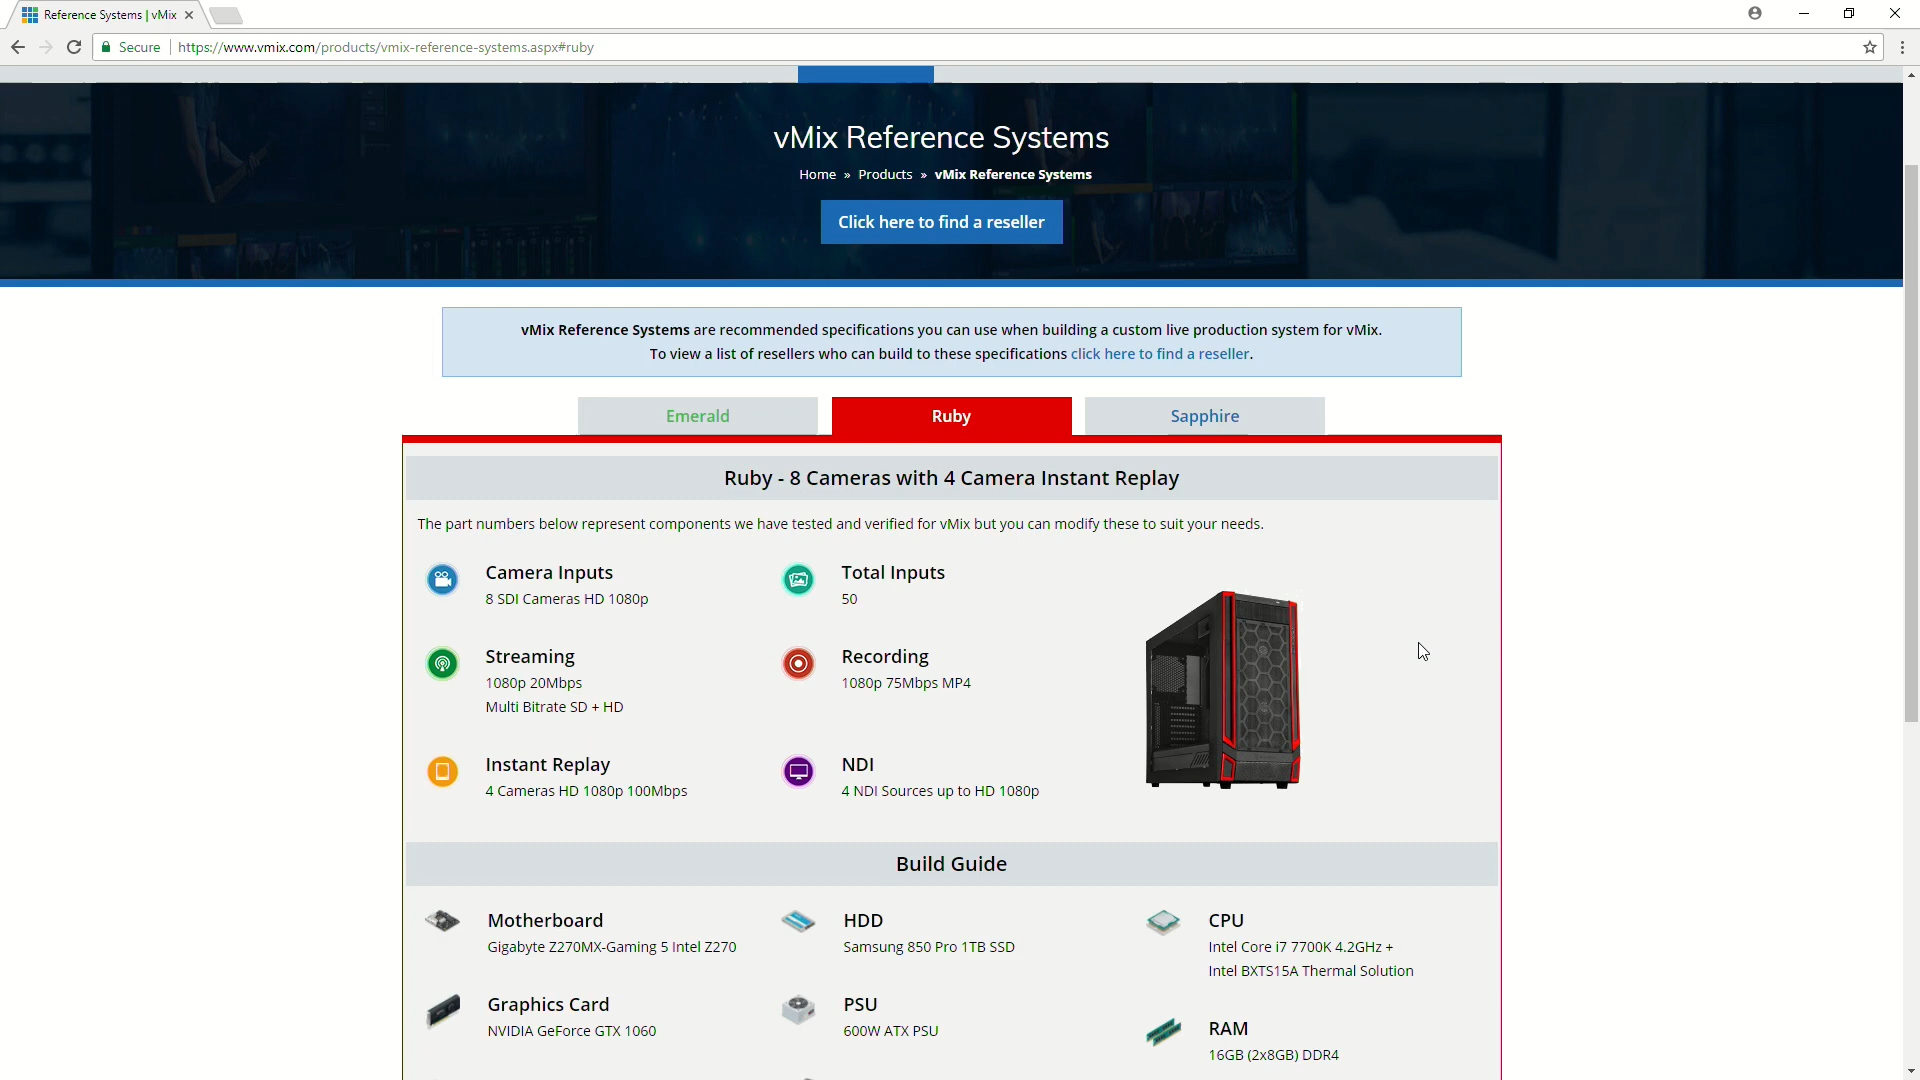 Reference Systems | vMix
Secure
https://www.vmix.com/products/vmix-reference-systems.aspx#ruby
vMix Reference Systems
Home » Products » vMix Reference Systems
Click here to find a reseller
vMix Reference Systems are recommended specifications you can use when building a custom live production system for vMix.
To view a list of resellers who can build to these specifications click here to find a reseller.
Emerald
Ruby
Sapphire
Ruby - 8 Cameras with 4 Camera Instant Replay
The part numbers below represent components we have tested and verified for vMix but you can modify these to suit your needs.
Camera Inputs
8 SDI Cameras HD 1080p
Total Inputs
50
Streaming
1080p 20Mbps
Multi Bitrate SD + HD
Recording
1080p 75Mbps MP4
Instant Replay
4 Cameras HD 1080p 100Mbps
NDI
4 NDI Sources up to HD 1080p
Build Guide
Motherboard
Gigabyte Z270MX-Gaming 5 Intel Z270
HDD
Samsung 850 Pro 1TB SSD
CPU
Intel Core i7 7700K 4.2GHz +
Intel BXTS15A Thermal Solution
Graphics Card
NVIDIA GeForce GTX 1060
PSU
600W ATX PSU
RAM
16GB (2x8GB) DDR4